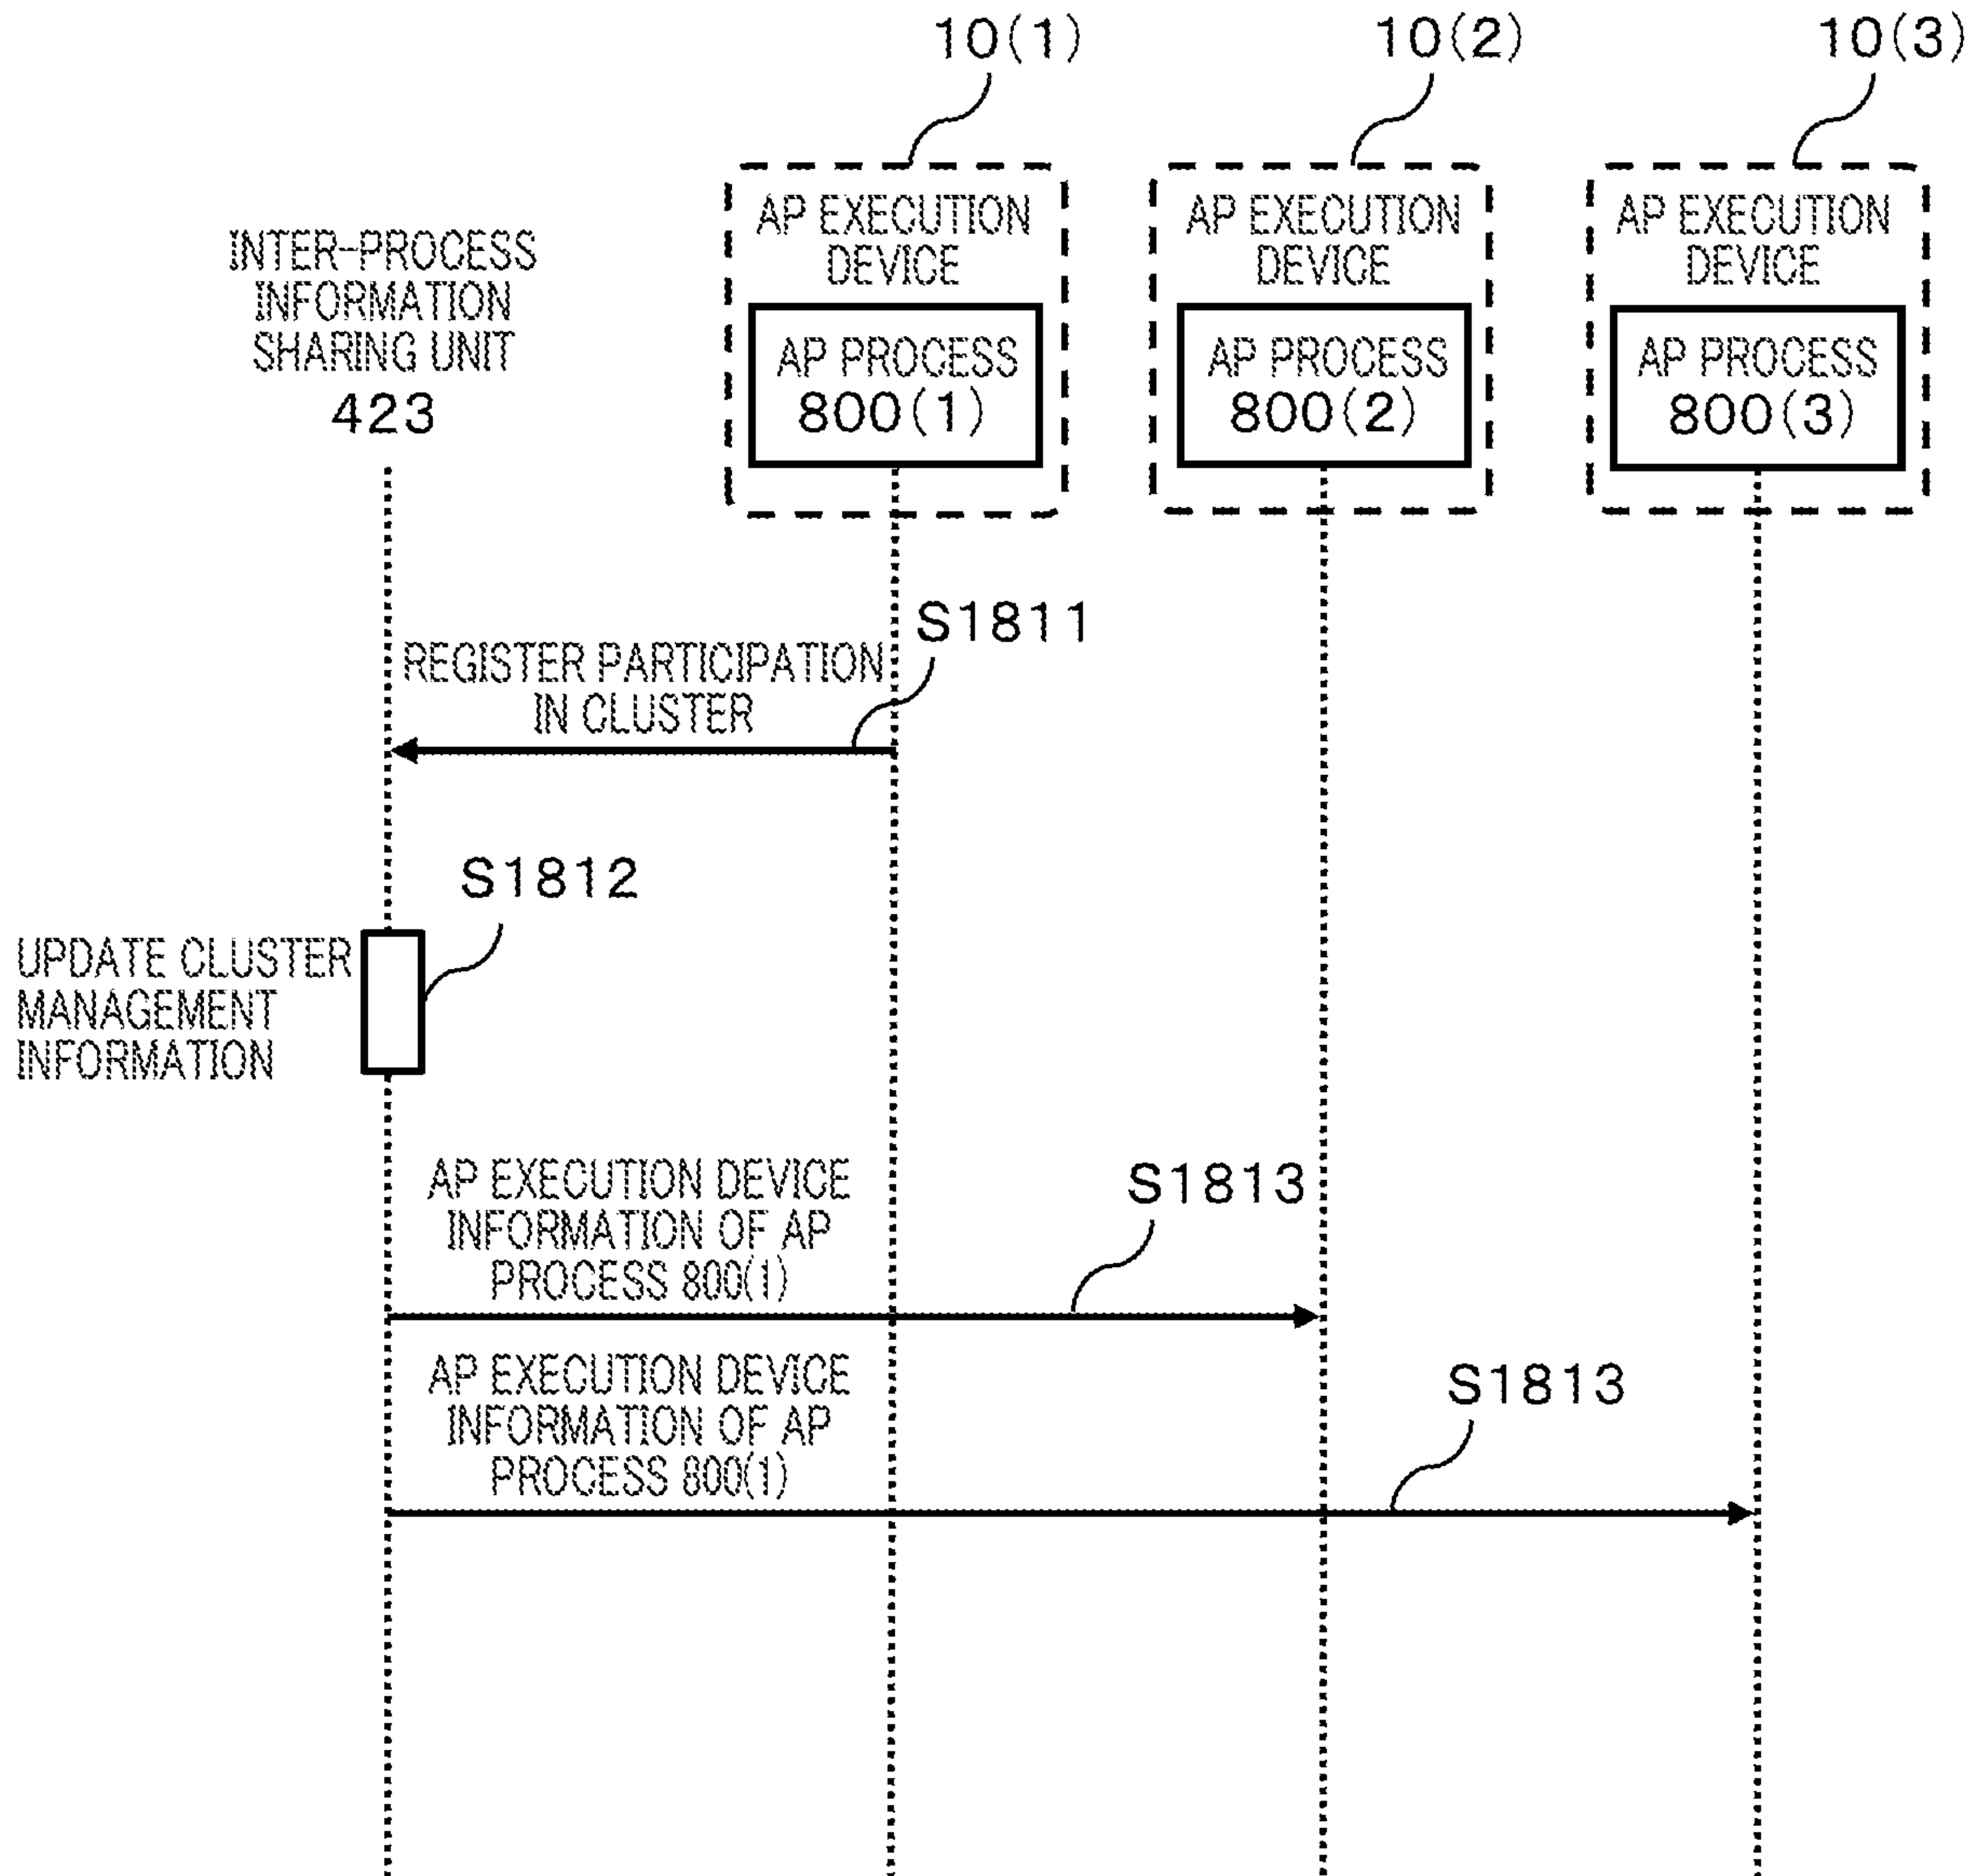 10(1)
10(2)
10(3)
INTER-PROCESS
INFORMATION
SHARING UNIT
423
AP EXECUTION
DEVICE
AP PROCESS
800(1)
AP EXECUTION
DEVICE
AP PROCESS
800(2)
AP EXECUTION
DEVICE
AP PROCESS
800(3)
S1811
REGISTER PARTICIPATION
IN CLUSTER
S1812
UPDATE CLUSTER
MANAGEMENT
INFORMATION
AP EXECUTION DEVICE
INFORMATION OF AP
PROCESS 800(1)
S1813
AP EXECUTION DEVICE
INFORMATION OF AP
PROCESS 800(1)
S1813